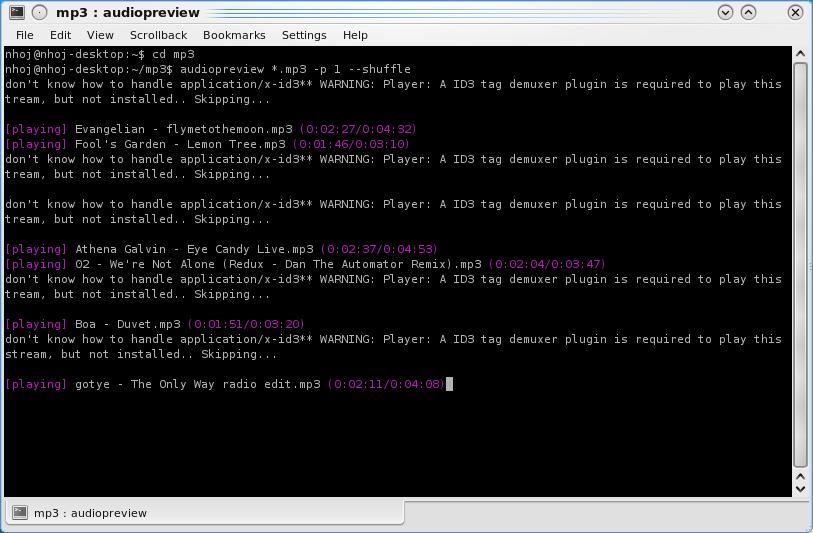 mp3 : audiopreview
File Edit View Scrollback Bookmarks Settings Help
nhoj@nhoj-desktop:~$ cd mp3
nhoj@nhoj-desktop:~/mp3$ audiopreview *.mp3 -p 1 --shuffle
don't know how to handle application/x-id3** WARNING: Player: A ID3 tag demuxer plugin is required to play this
tream, but not installed.. Skipping...
[playing] Evangelian - flymetothemoon.mp3 (0:02:27/0:04:32)
[playing] Fool's Garden - Lemon Tree.mp3 (0:01:46/0:03:10)
don't know how to handle application/x-id3** WARNING: Player: A ID3 tag demuxer plugin is required to play this
tream, but not installed.. Skipping...
don't know how to handle application/x-id3** WARNING: Player: A ID3 tag demuxer plugin is required to play this
tream, but not installed.. Skipping...
[playing] Athena Galvin - Eye Candy Live.mp3 (0:02:37/0:04:53)
[playing] 02 - We're Not Alone (Redux - Dan The Automator Remix).mp3 (0:02:04/0:03:47)
don't know how to handle application/x-id3** WARNING: Player: A ID3 tag demuxer plugin is required to play this
tream, but not installed.. Skipping...
[playing] Boa - Duvet.mp3 (0:01:51/0:03:20)
don't know how to handle application/x-id3** WARNING: Player: A ID3 tag demuxer plugin is required to play this
stream, but not installed.. Skipping...
[playing] gotye - The Only Way radio edit.mp3 (0:02:11/0:04:08)
mp3 : audiopreview